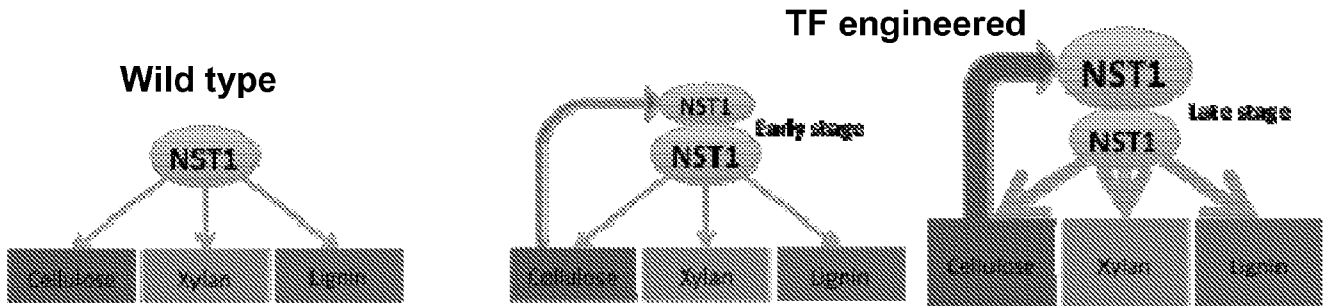 Wild type
NST1
Cellulose Xylan Lignin
TF engineered
NST1
Early stage
NST1
Cellulose Xylan Lignin
NST1
Late stage
NST1
Cellulose Xylan Lignin